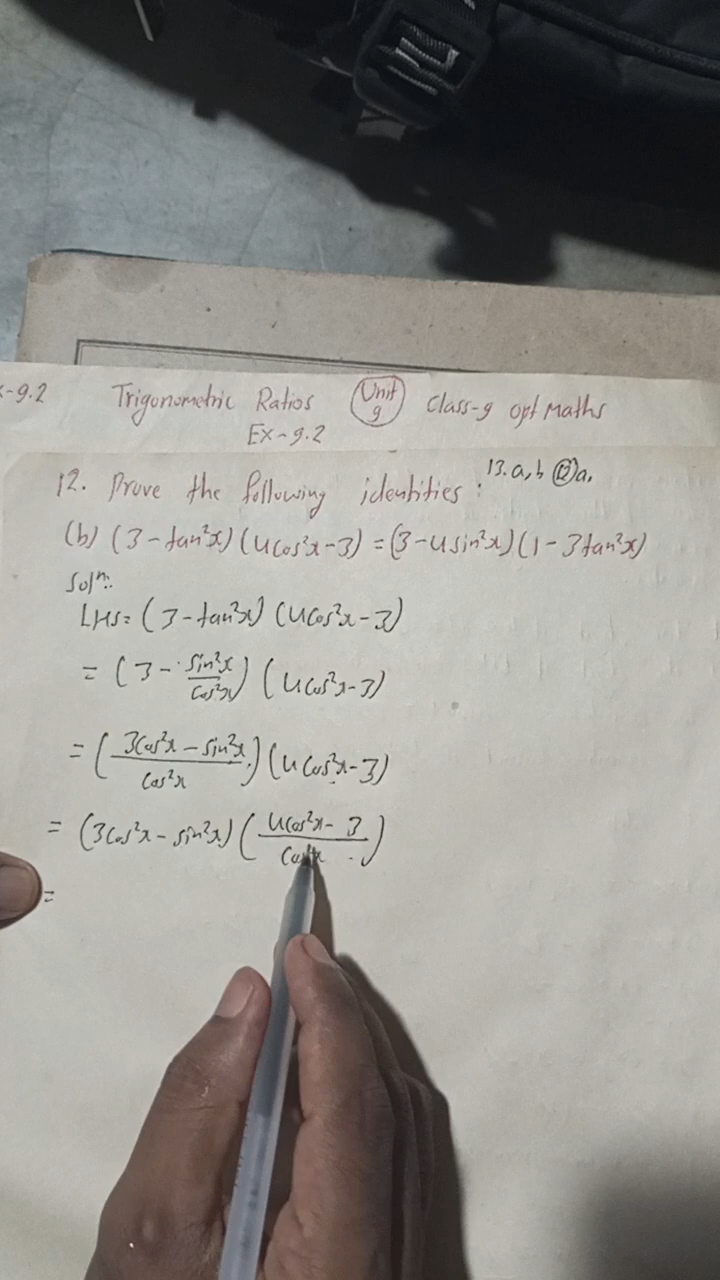 x-9.2 Trigonometric Ratios Unit 9 Class-9 opt Maths
Ex-9.2
12. Prove the following identities: 13. a, b (12) a,
(b) (3 - tan²x) (4cos²x - 3) = (3 - 4sin²x) (1 - 3tan²x)
Solⁿ:
LHS = (3 - tan²x) (4cos²x - 3)
= (3 - sin²x/cos²x) (4cos²x - 3)
= (3cos²x - sin²x/cos²x) (4cos²x - 3)
= (3cos²x - sin²x) (4cos²x - 3/cos²x)
=